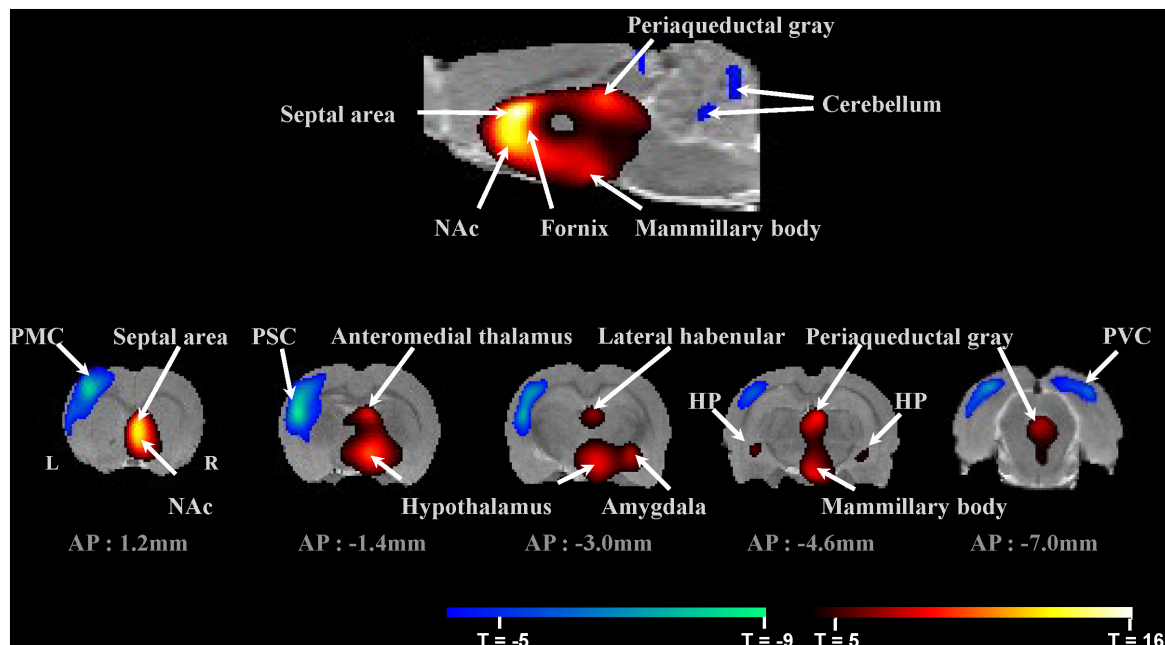 Periaqueductal gray
Septal area
Cerebellum
NAc Fornix Mammillary body
PMC Septal area PSC Anteromedial thalamus Lateral habenular Periaqueductal gray PVC
HP HP
L R
NAc Hypothalamus Amygdala Mammillary body
AP : 1.2mm AP : -1.4mm AP : -3.0mm AP : -4.6mm AP : -7.0mm
T = -5 T = -9 T = 5 T = 16